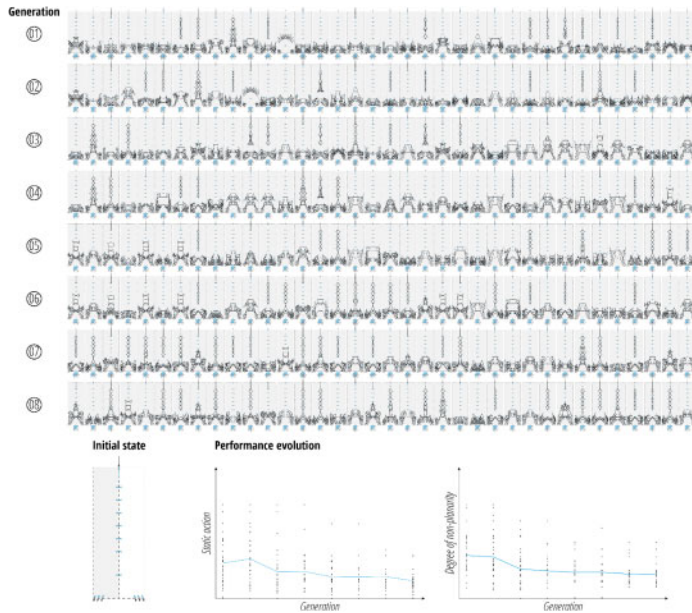 Generation
01
02
03
04
05
06
07
08
Initial state
Performance evolution
Static action
Generation
Degree of non-planarity
Generation